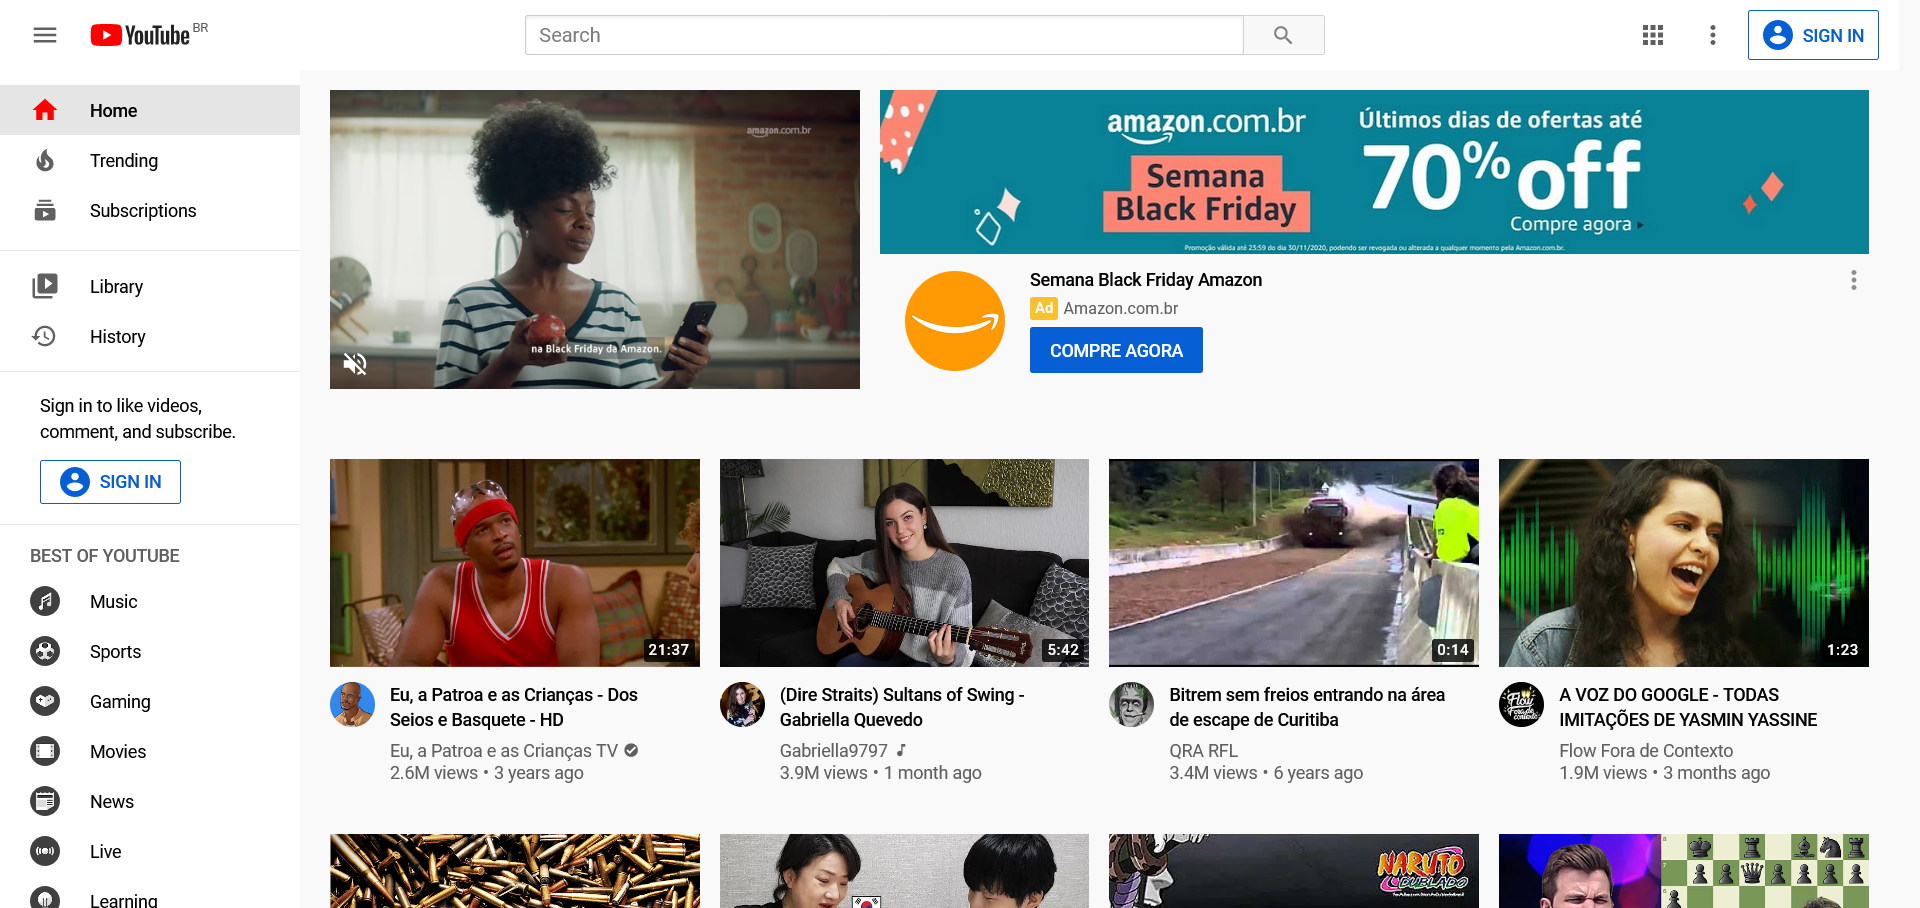 YouTube BR
Search
SIGN IN
Home
Trending
Subscriptions
Library
History
Sign in to like videos,
comment, and subscribe.
SIGN IN
BEST OF YOUTUBE
Music
Sports
Gaming
Movies
News
Live
Learning
amazon.com.br
na Black Friday da Amazon.
amazon.com.br
Semana
Black Friday
Últimos dias de ofertas até
70% off
Compre agora
Promoção válida até 23:59 do dia 30/11/2020, podendo ser revogada ou alterada a qualquer momento pela Amazon.com.br.
Semana Black Friday Amazon
Ad Amazon.com.br
COMPRE AGORA
21:37
Eu, a Patroa e as Crianças - Dos
Seios e Basquete - HD
Eu, a Patroa e as Crianças TV
2.6M views • 3 years ago
5:42
(Dire Straits) Sultans of Swing -
Gabriella Quevedo
Gabriella9797
3.9M views • 1 month ago
0:14
Bitrem sem freios entrando na área
de escape de Curitiba
QRA RFL
3.4M views • 6 years ago
1:23
Flow
Fora de
contexto
A VOZ DO GOOGLE - TODAS
IMITAÇÕES DE YASMIN YASSINE
Flow Fora de Contexto
1.9M views • 3 months ago
NARUTO
DUBLADO